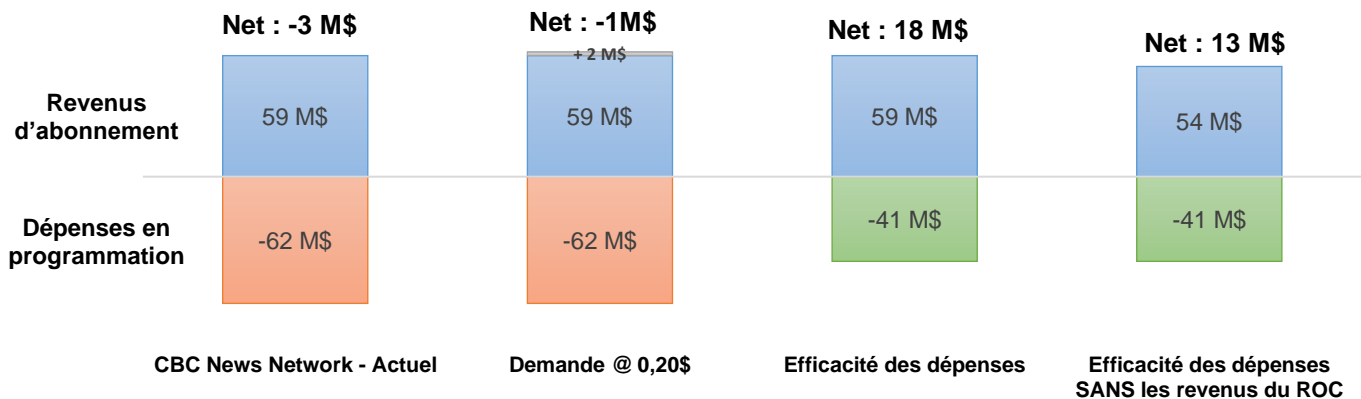 Net : -3 M$
Net : -1M$
Net : 18 M$
Net : 13 M$
+ 2 M$
Revenus
d’abonnement
59 M$
59 M$
59 M$
54 M$
Dépenses en
programmation
-62 M$
-62 M$
-41 M$
-41 M$
CBC News Network - Actuel
Demande @ 0,20$
Efficacité des dépenses
Efficacité des dépenses
SANS les revenus du ROC